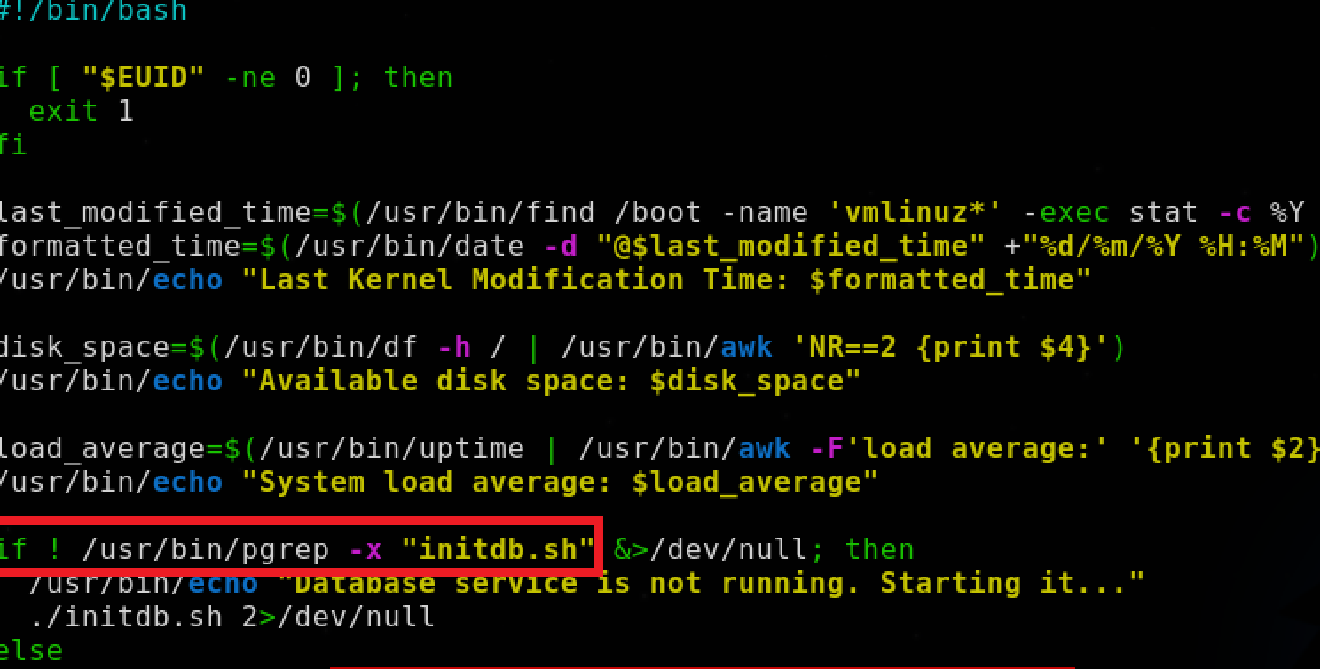 #!/bin/bash
if [ "$EUID" -ne 0 ]; then
exit 1
fi
last_modified_time=$(/usr/bin/find /boot -name 'vmlinuz*' -exec stat -c %Y
formatted_time=$(/usr/bin/date -d "@$last_modified_time" +"%d/%m/%Y %H:%M")
/usr/bin/echo "Last Kernel Modification Time: $formatted_time"
disk_space=$(/usr/bin/df -h / | /usr/bin/awk 'NR==2 {print $4}')
/usr/bin/echo "Available disk space: $disk_space"
load_average=$(/usr/bin/uptime | /usr/bin/awk -F'load average:' '{print $2}
/usr/bin/echo "System load average: $load_average"
if ! /usr/bin/pgrep -x "initdb.sh" &>/dev/null; then
/usr/bin/echo "Database service is not running. Starting it..."
./initdb.sh 2>/dev/null
else